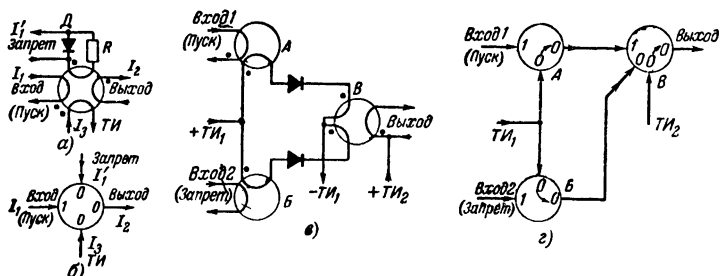 I₁' Д
Запрет
R
I₁ I₂
Вход Выход
(Пуск)
I₃ ТИ
а)
Запрет
I₁'
Вход Выход
I₁ 1 0 0 0 I₂
(Пуск)
I₃
ТИ
б)
Вход1
(Пуск)
А
В
+ТИ₁
Выход
Вход2
(Запрет)
Б
-ТИ₁ +ТИ₂
в)
Вход1
(Пуск)
1 0 0
А
1 0 0 0
В
Выход
ТИ₁
ТИ₂
Вход2
(Запрет)
1 0 0
Б
г)